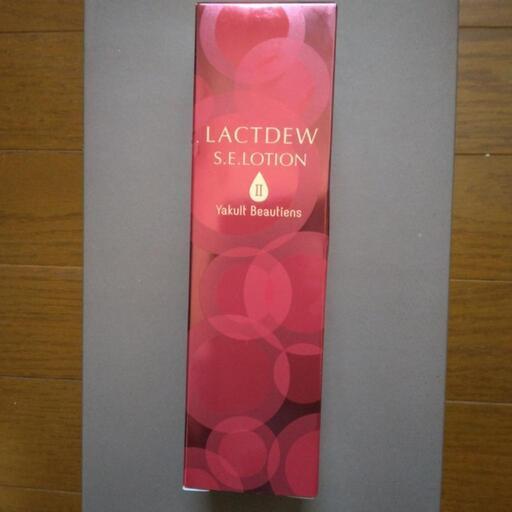 LACTDEW
S.E.LOTION
II
Yakult Beautiens